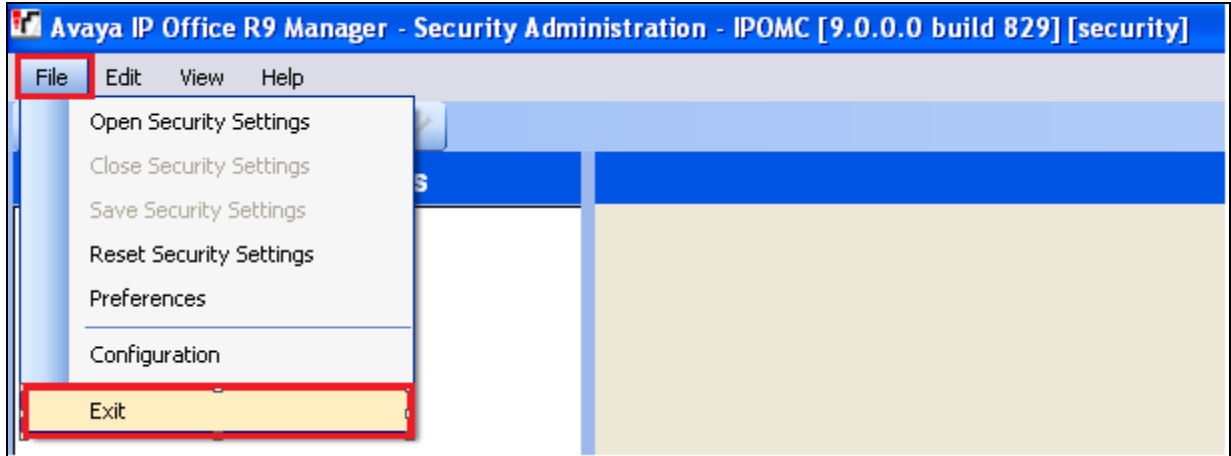 Avaya IP Office R9 Manager - Security Administration - IPOMC [9.0.0.0 build 829] [security]
File Edit View Help
Open Security Settings
Close Security Settings
s
Save Security Settings
Reset Security Settings
Preferences
Configuration
Exit